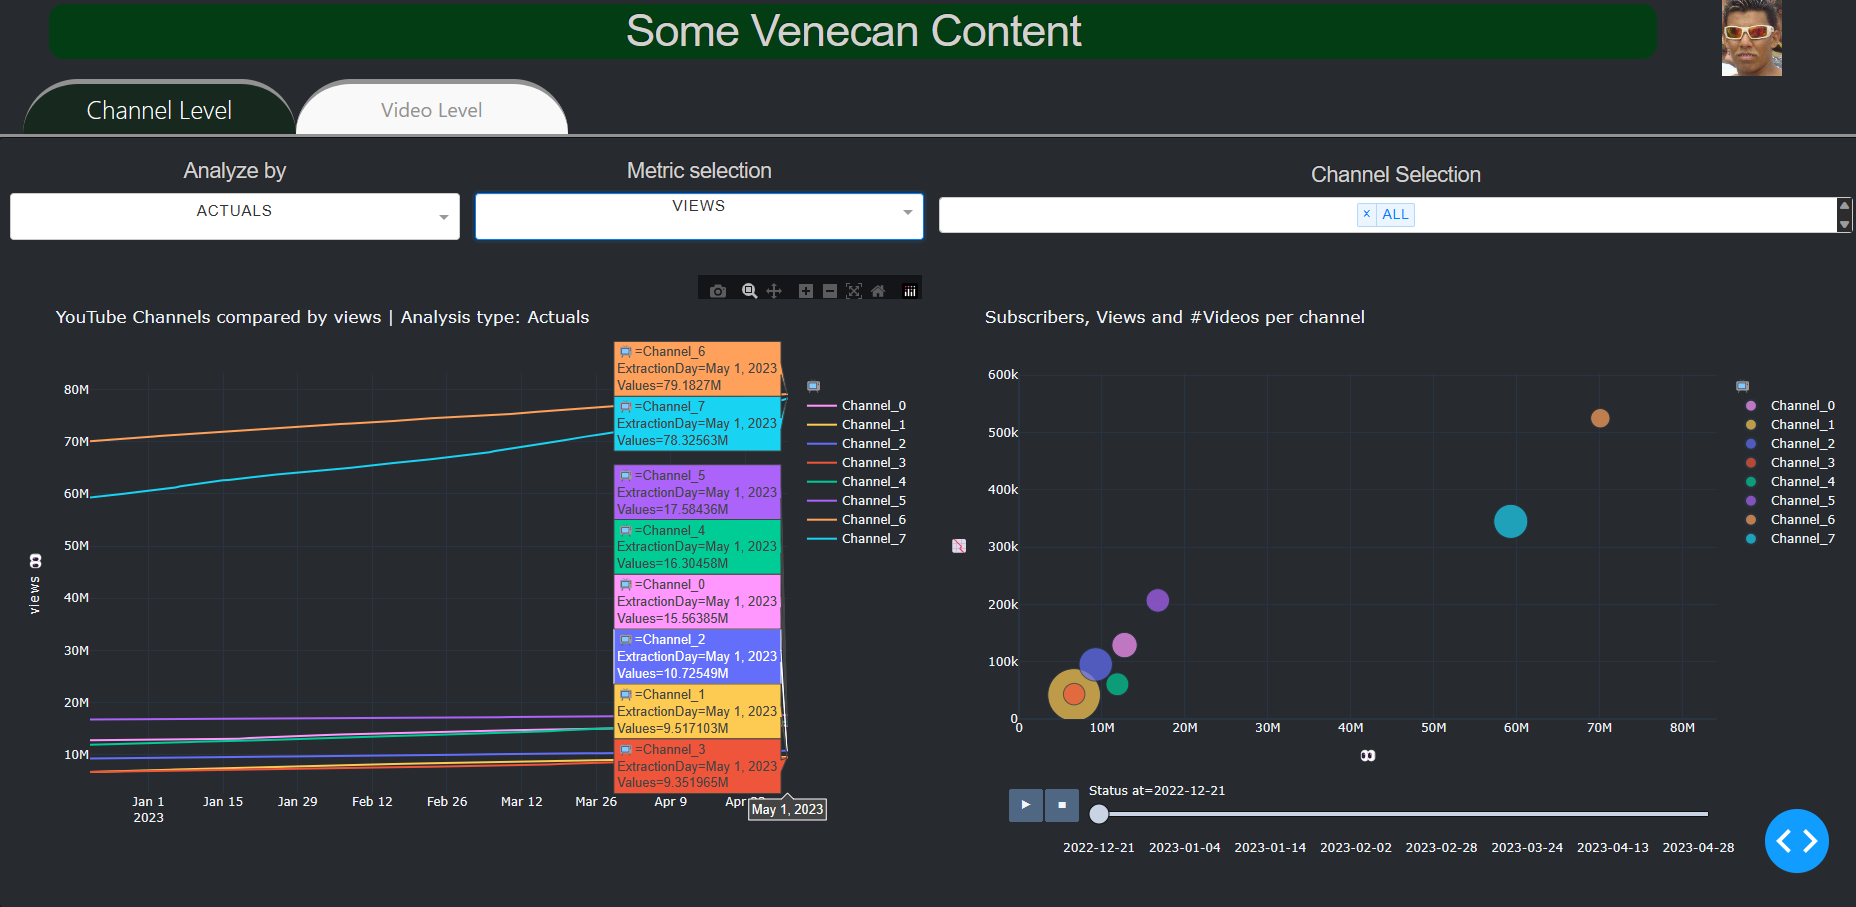 Some Venecan Content
Channel Level
Video Level
Analyze by
Metric selection
Channel Selection
ACTUALS
VIEWS
× ALL
YouTube Channels compared by views | Analysis type: Actuals
80M
70M
60M
50M
40M
30M
20M
10M
views
Jan 1
2023
Jan 15
Jan 29
Feb 12
Feb 26
Mar 12
Mar 26
Apr 9
=Channel_6
ExtractionDay=May 1, 2023
Values=79.1827M
=Channel_7
ExtractionDay=May 1, 2023
Values=78.32563M
=Channel_5
ExtractionDay=May 1, 2023
Values=17.58436M
=Channel_4
ExtractionDay=May 1, 2023
Values=16.30458M
=Channel_0
ExtractionDay=May 1, 2023
Values=15.56385M
=Channel_2
ExtractionDay=May 1, 2023
Values=10.72549M
=Channel_1
ExtractionDay=May 1, 2023
Values=9.517103M
=Channel_3
ExtractionDay=May 1, 2023
Values=9.351965M
May 1, 2023
Channel_0
Channel_1
Channel_2
Channel_3
Channel_4
Channel_5
Channel_6
Channel_7
Subscribers, Views and #Videos per channel
600k
500k
400k
300k
200k
100k
0
0
10M
20M
30M
40M
50M
60M
70M
80M
Channel_0
Channel_1
Channel_2
Channel_3
Channel_4
Channel_5
Channel_6
Channel_7
Status at=2022-12-21
2022-12-21
2023-01-04
2023-01-14
2023-02-02
2023-02-28
2023-03-24
2023-04-13
2023-04-28